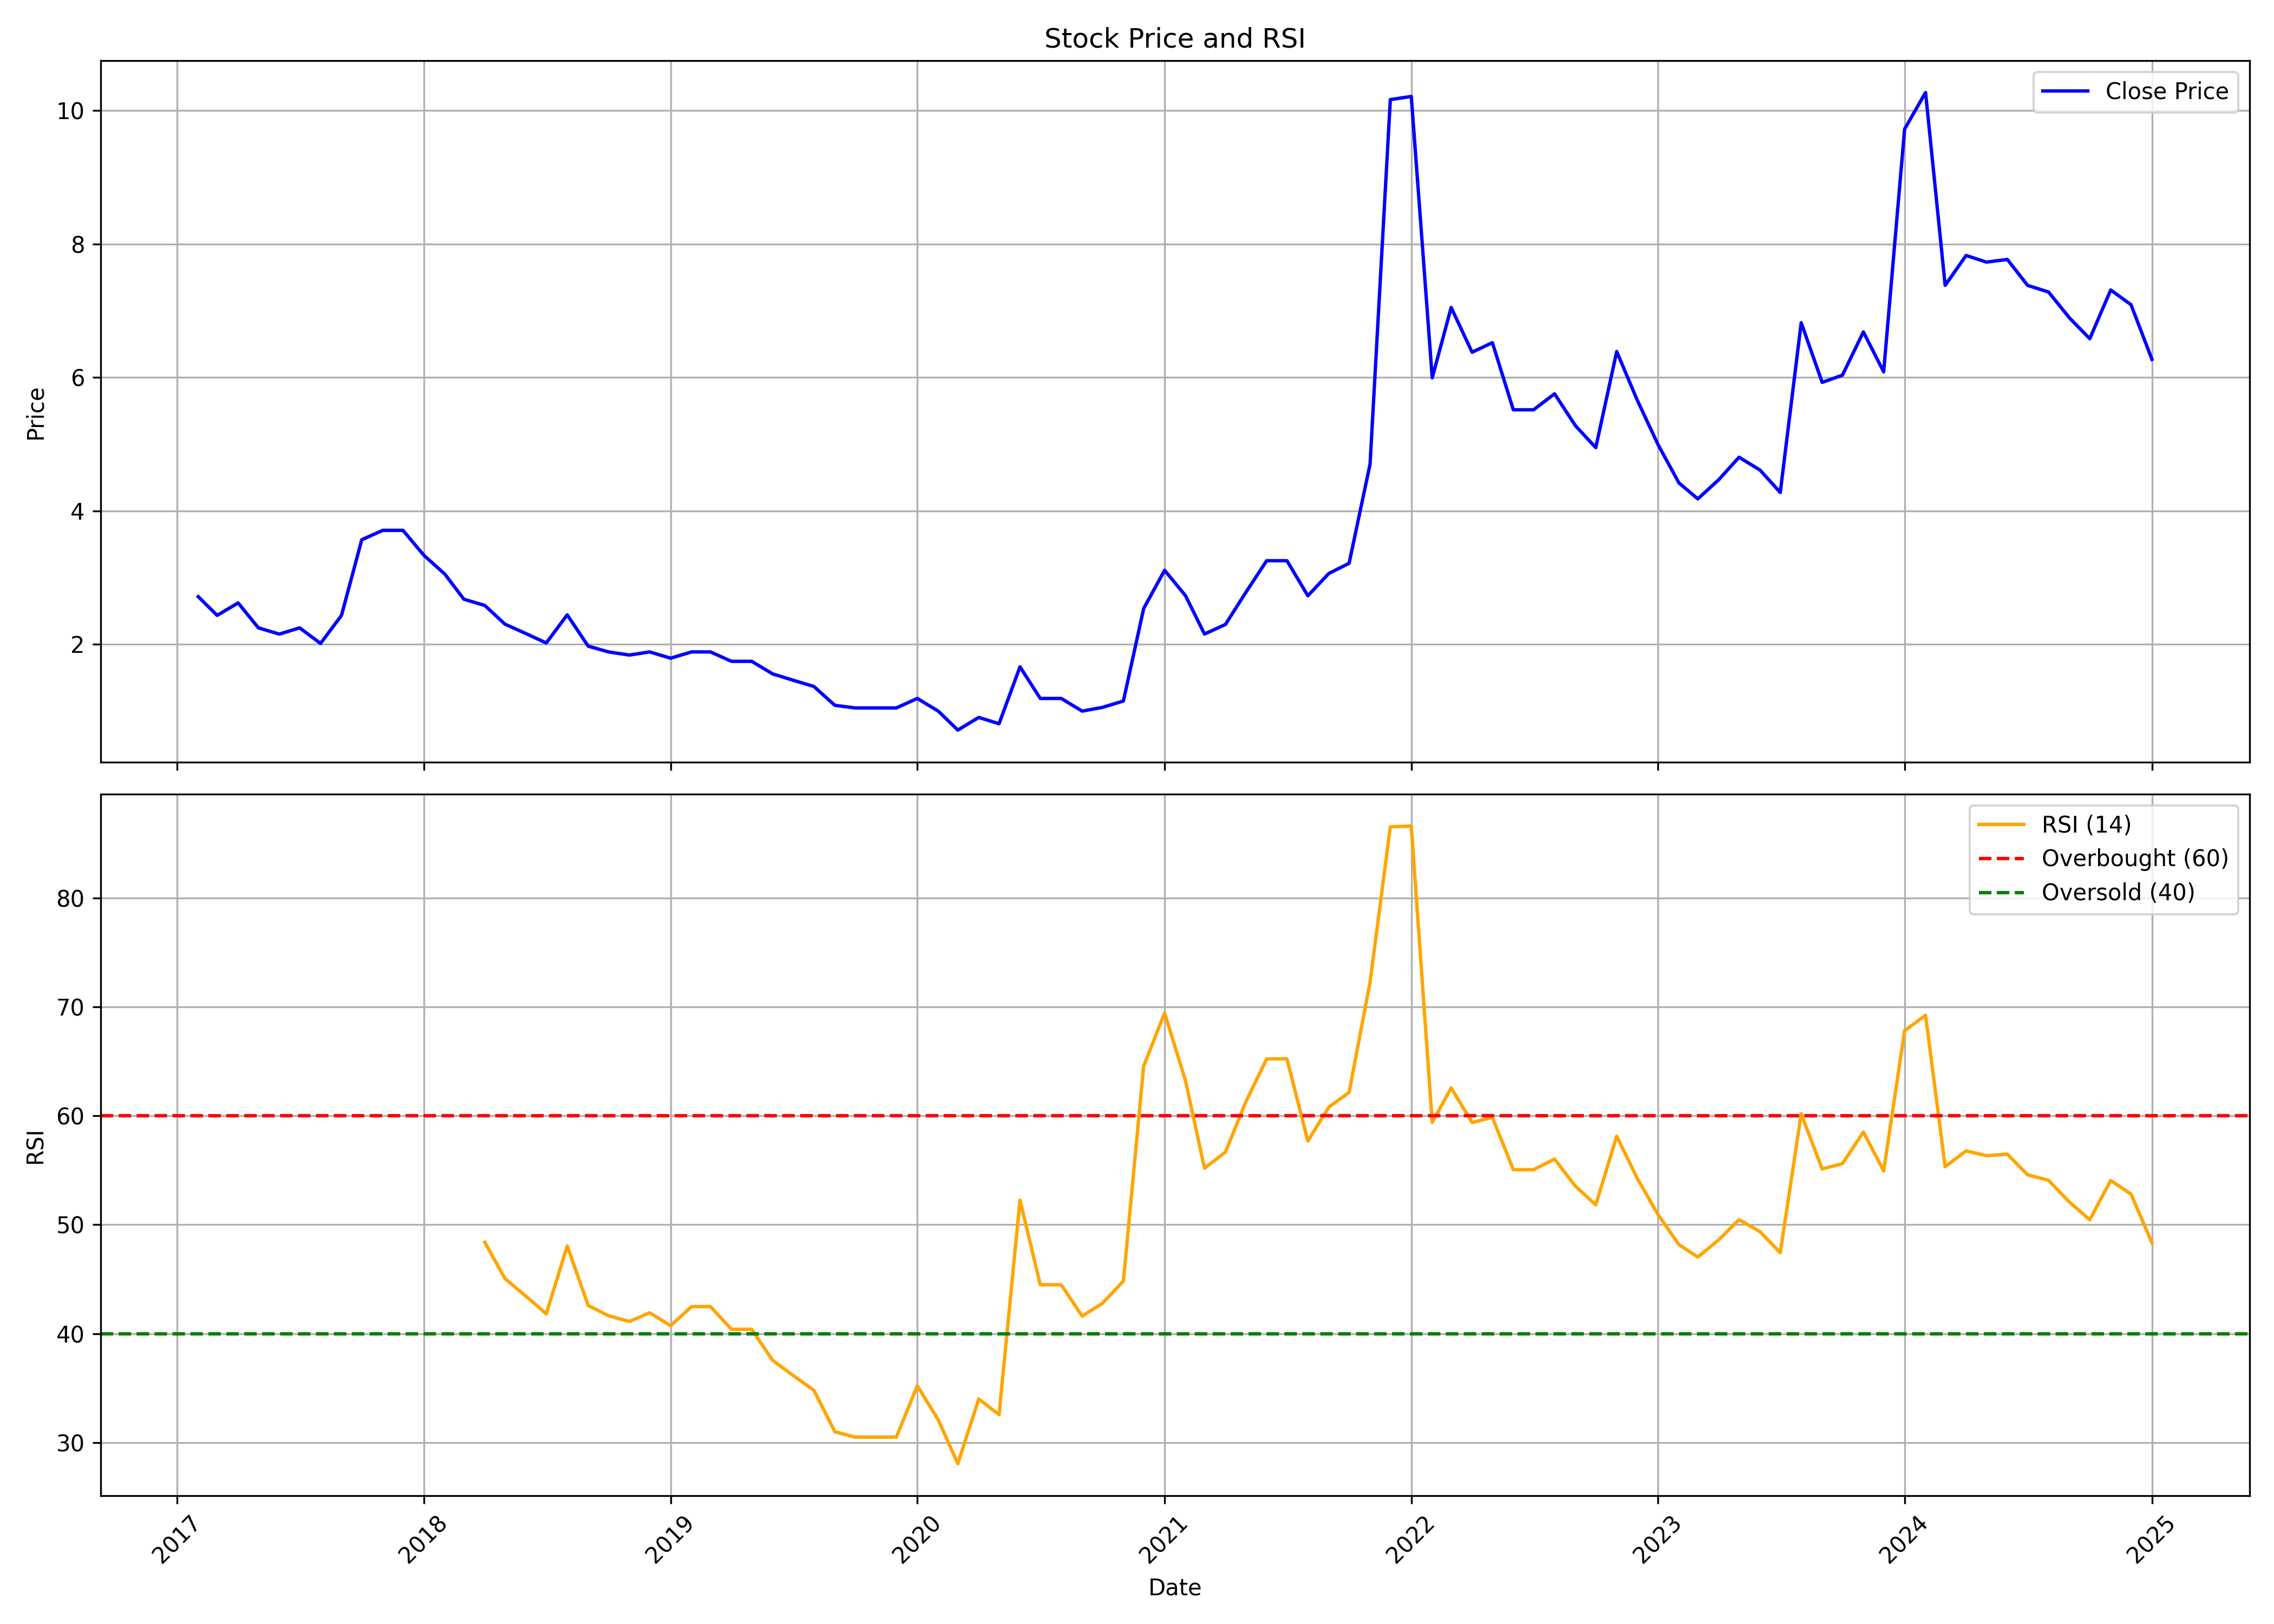 Stock Price and RSI
Close Price
10
8
6
4
2
Price
RSI (14)
Overbought (60)
Oversold (40)
80
70
60
50
40
30
RSI
2017
2018
2019
2020
2021
2022
2023
2024
2025
Date